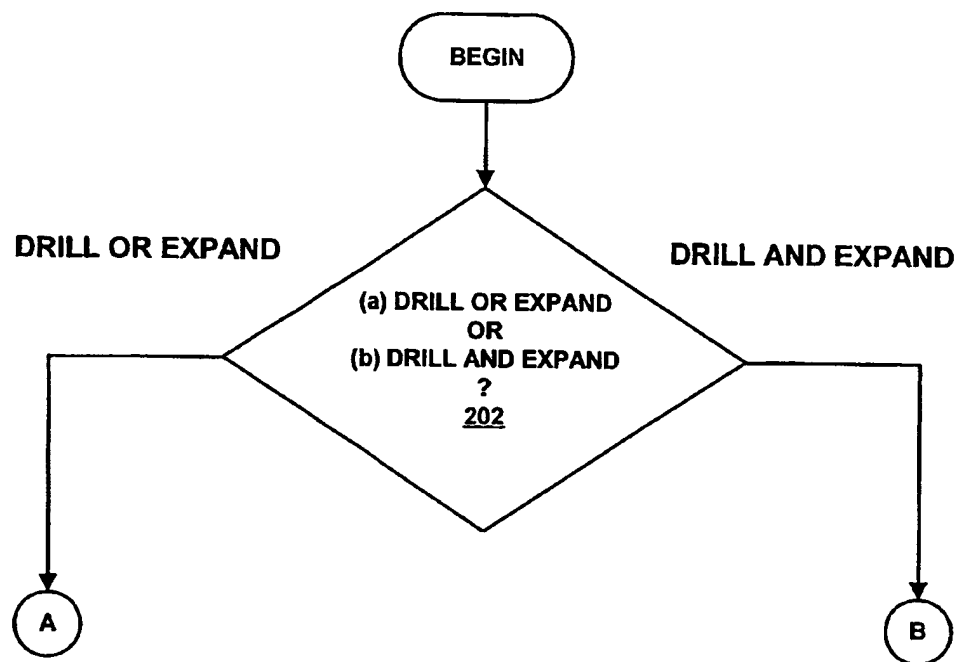 BEGIN
DRILL OR EXPAND
DRILL AND EXPAND
(a) DRILL OR EXPAND
OR
(b) DRILL AND EXPAND
?
202
A
B